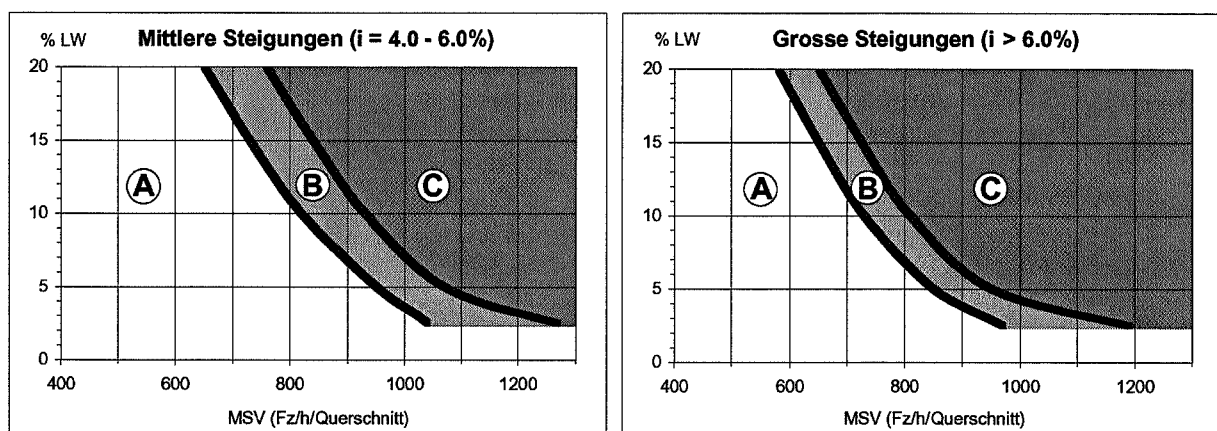 % LW Mittlere Steigungen (i = 4.0 - 6.0%)
20
15
10
5
0
A
B
C
400 600 800 1000 1200
MSV (Fz/h/Querschnitt)
% LW Grosse Steigungen (i > 6.0%)
20
15
10
5
0
A
B
C
400 600 800 1000 1200
MSV (Fz/h/Querschnitt)